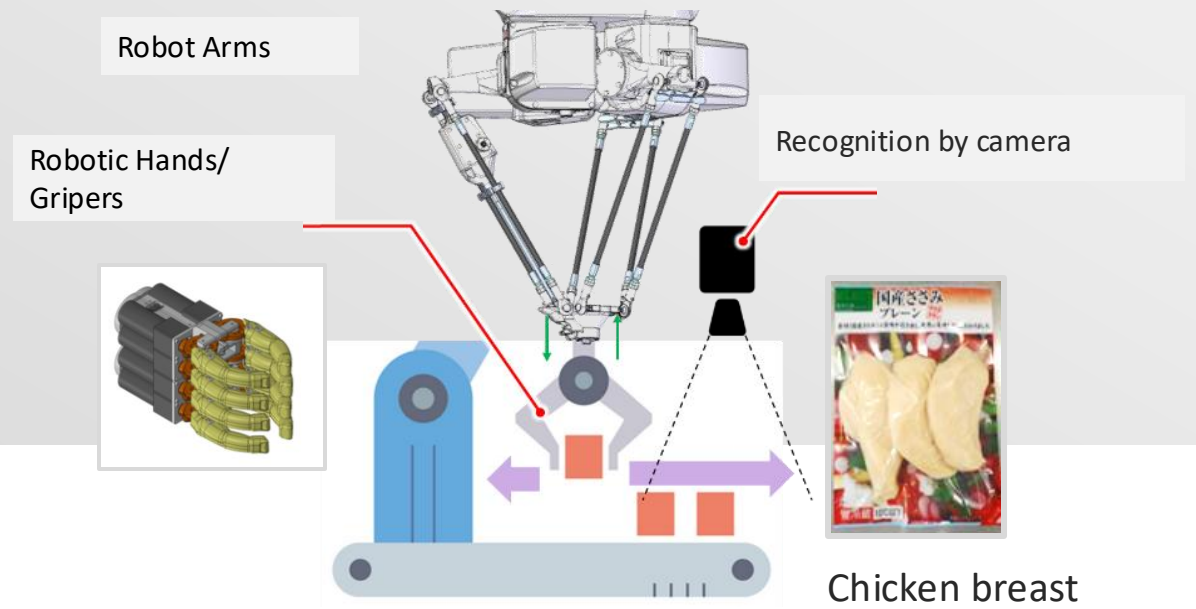 Robot Arms
Robotic Hands/
Gripers
Recognition by camera
国産ささみ
プレーン
Chicken breast